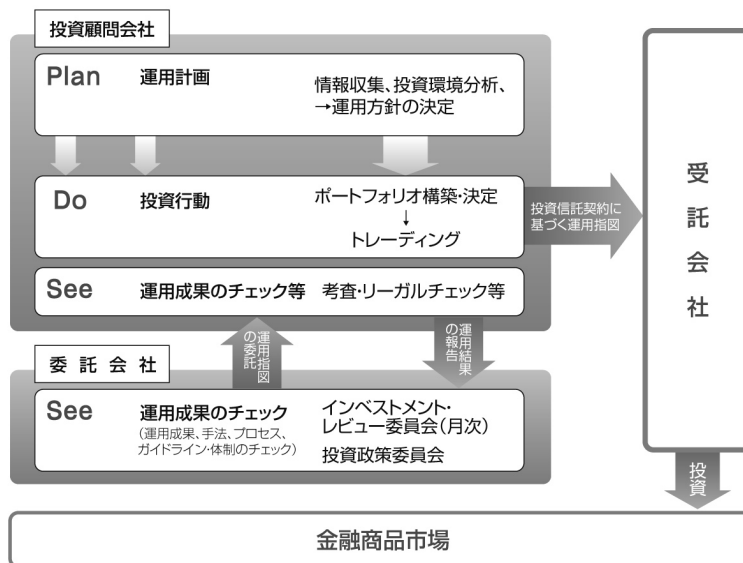 投資顧問会社
Plan 運用計画 情報収集、投資環境分析、
→運用方針の決定
Do 投資行動 ポートフォリオ構築・決定
↓
トレーディング
投資信託契約に
基づく運用指図
受託会社
See 運用成果のチェック等 考査・リーガルチェック等
運用指図
の委託
運用結果
の報告
委託会社
See 運用成果のチェック
(運用成果、手法、プロセス、
ガイドライン・体制のチェック)
インベストメント・
レビュー委員会(月次)
投資政策委員会
投資
金融商品市場